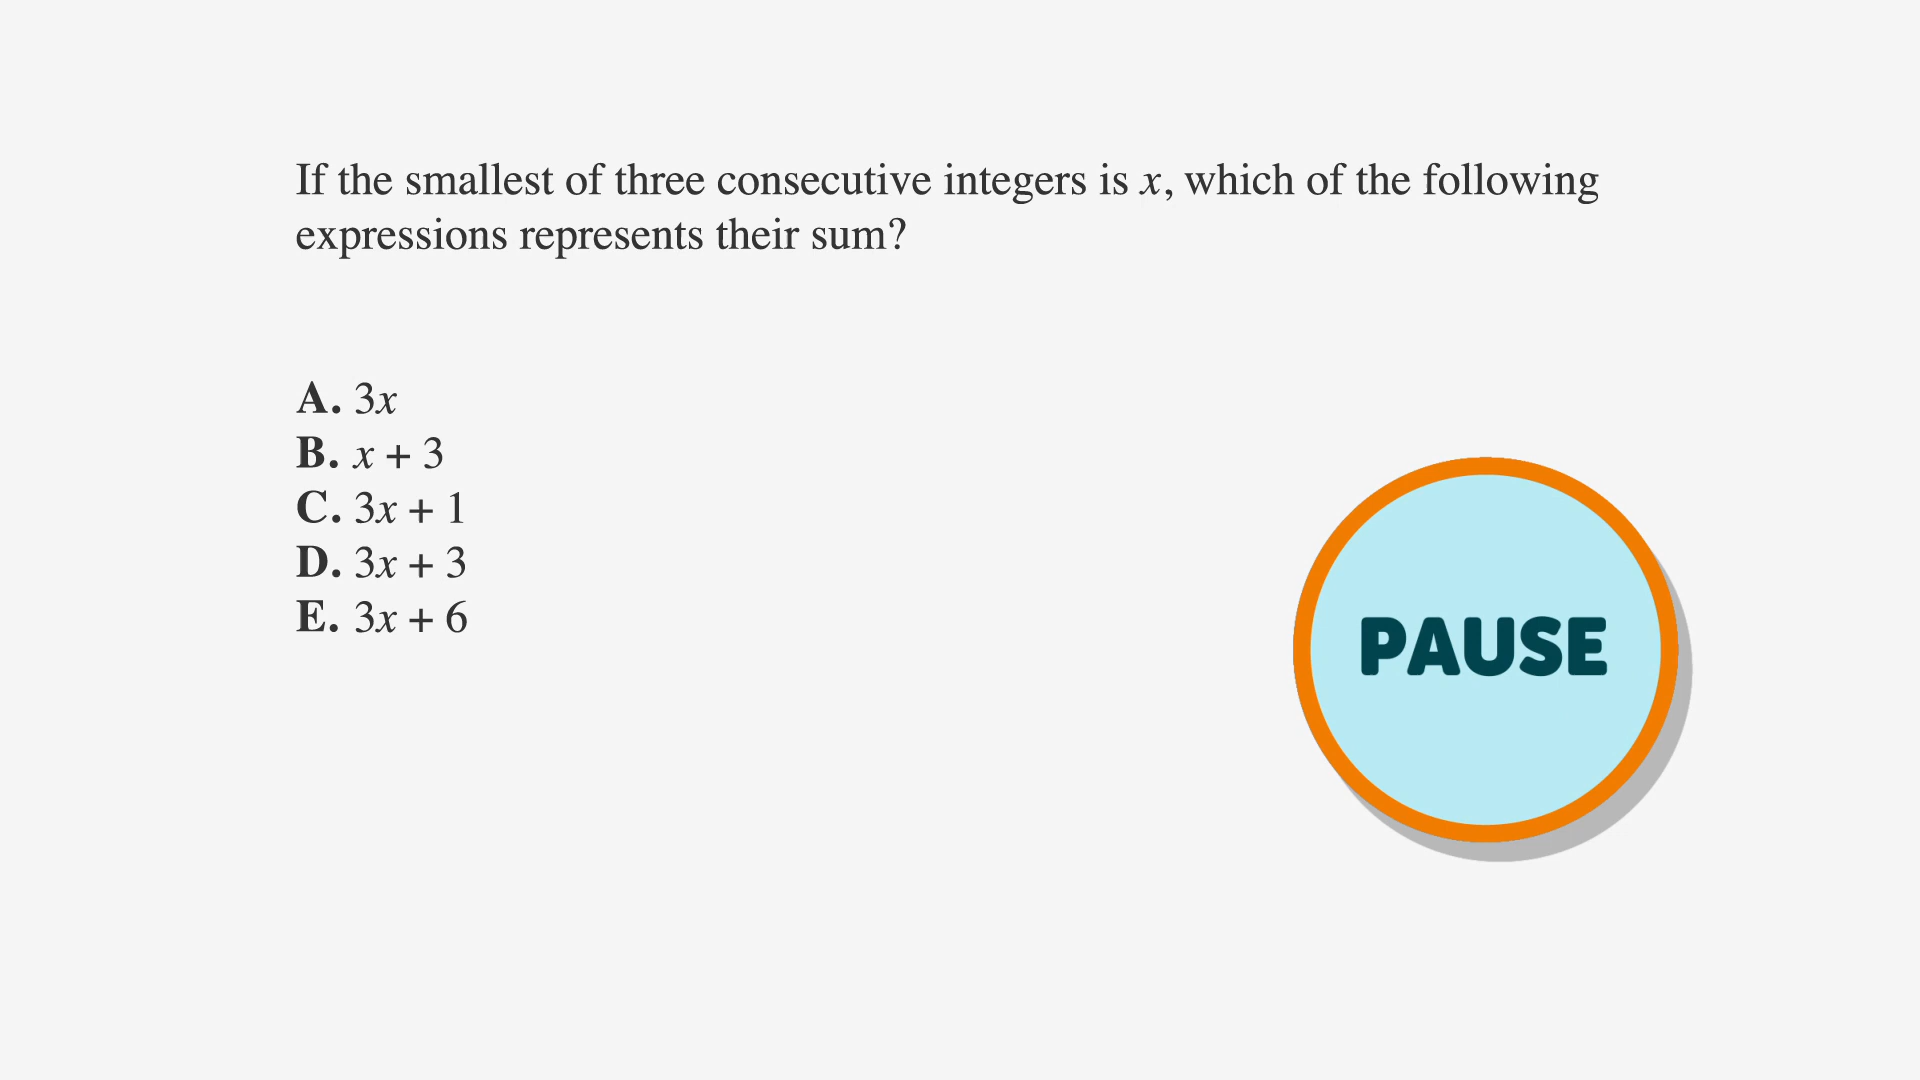 If the smallest of three consecutive integers is x, which of the following
expressions represents their sum?
A. 3x
B. x + 3
C. 3x + 1
D. 3x + 3
E. 3x + 6
PAUSE